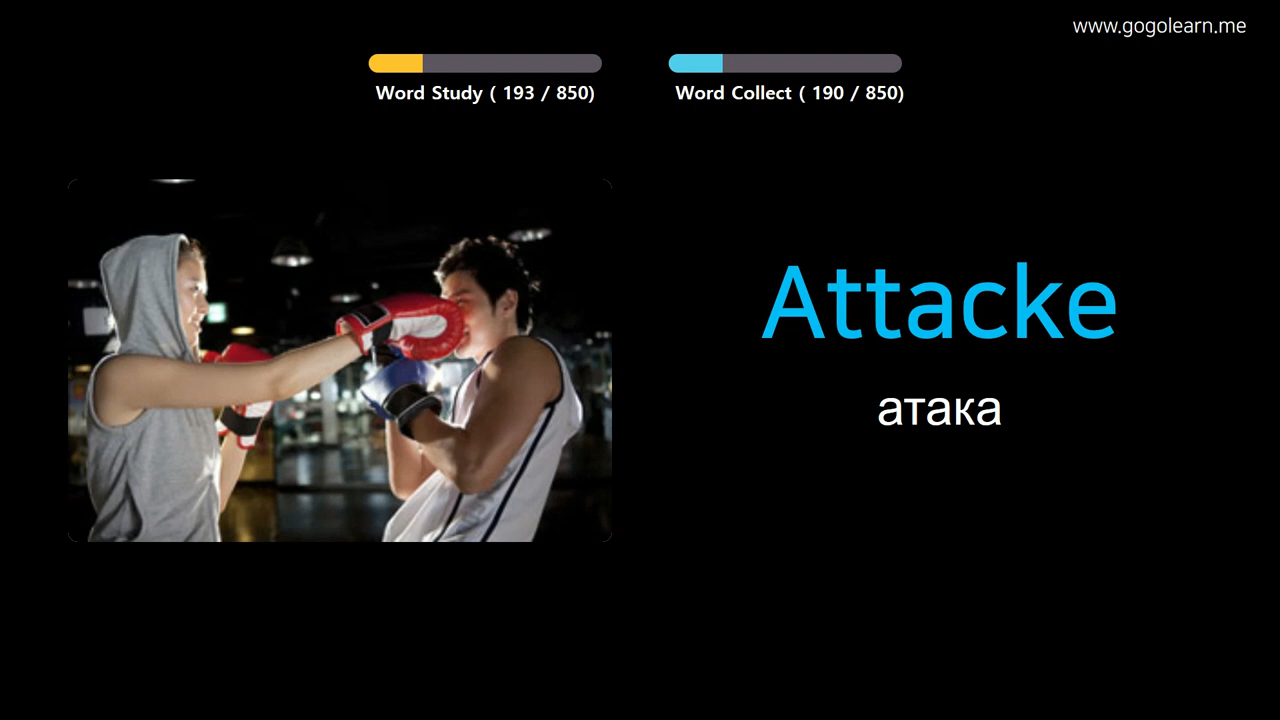 www.gogolearn.me
Word Study ( 193 / 850)
Word Collect ( 190 / 850)
Attacke
атака